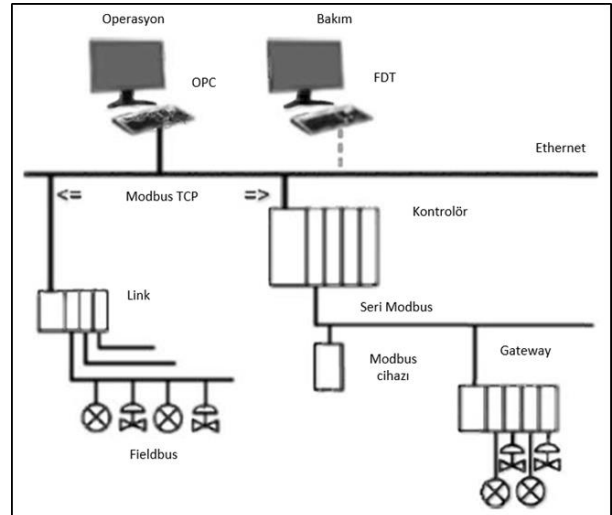 Operasyon
Bakım
OPC
FDT
Ethernet
<= Modbus TCP =>
Kontrolör
Link
Seri Modbus
Modbus
cihazı
Gateway
Fieldbus